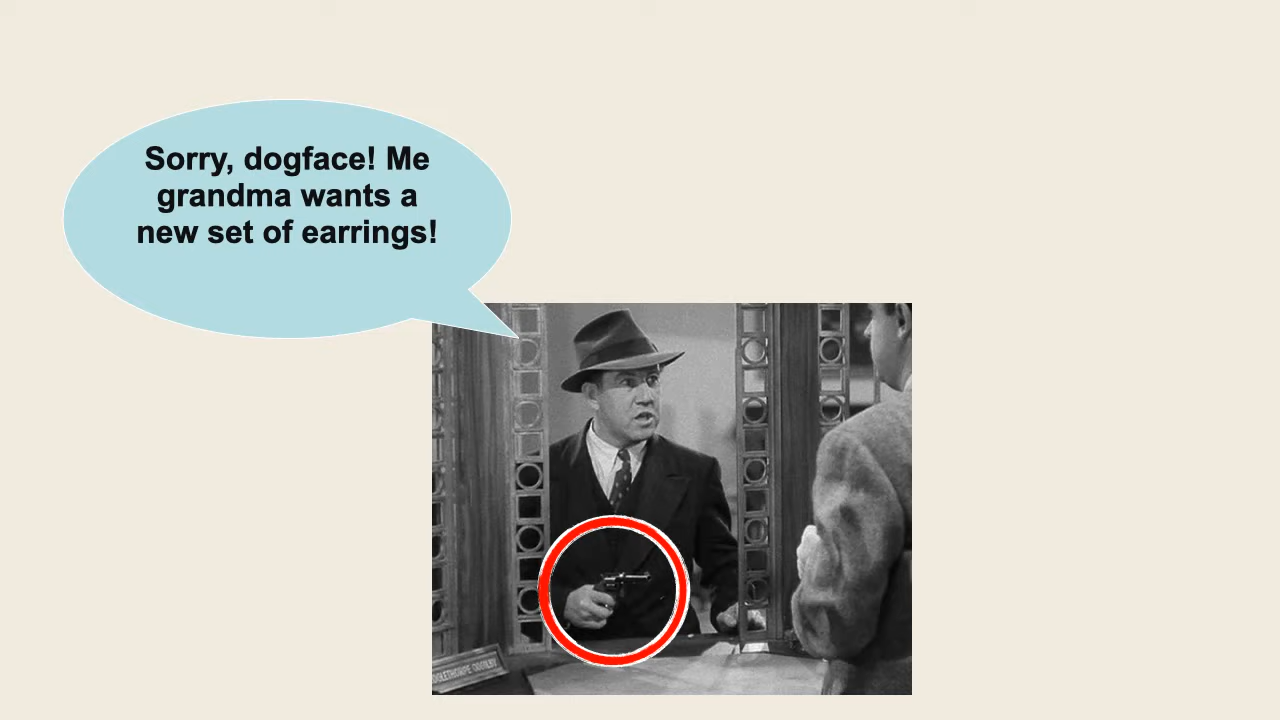 Sorry, dogface! Me
grandma wants a
new set of earrings!